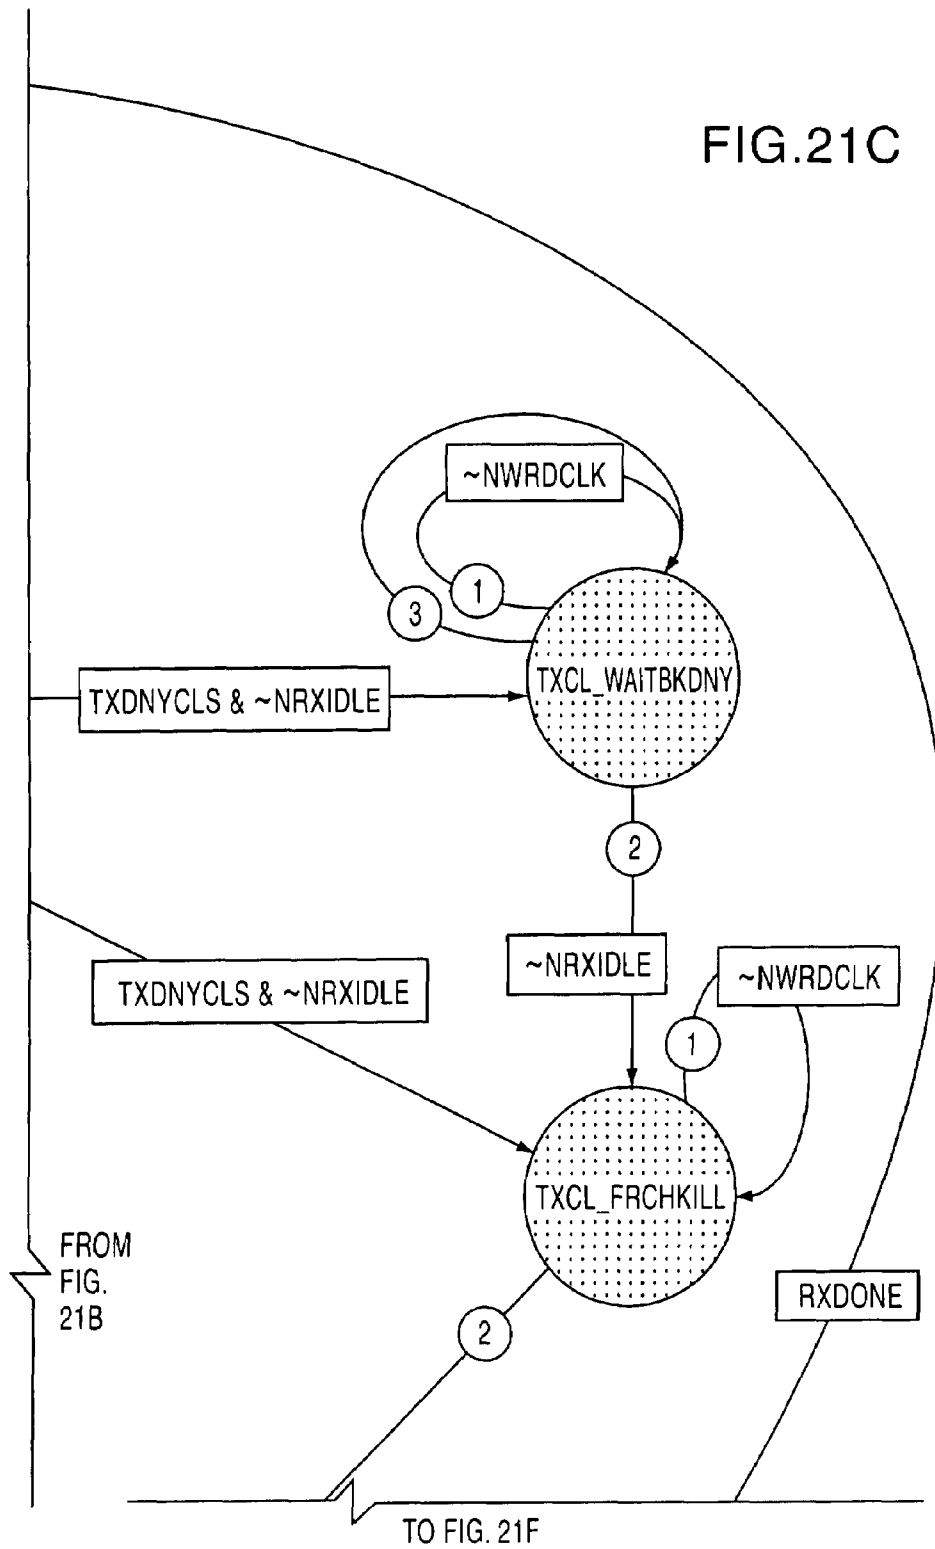 FIG.21C
~NWRDCLK
1
3
TXCL_WAITBKDNY
TXDNYCLS & ~NRXIDLE
2
~NRXIDLE
~NWRDCLK
TXDNYCLS & ~NRXIDLE
1
TXCL_FRCHKILL
FROM
FIG.
21B
RXDONE
2
TO FIG. 21F